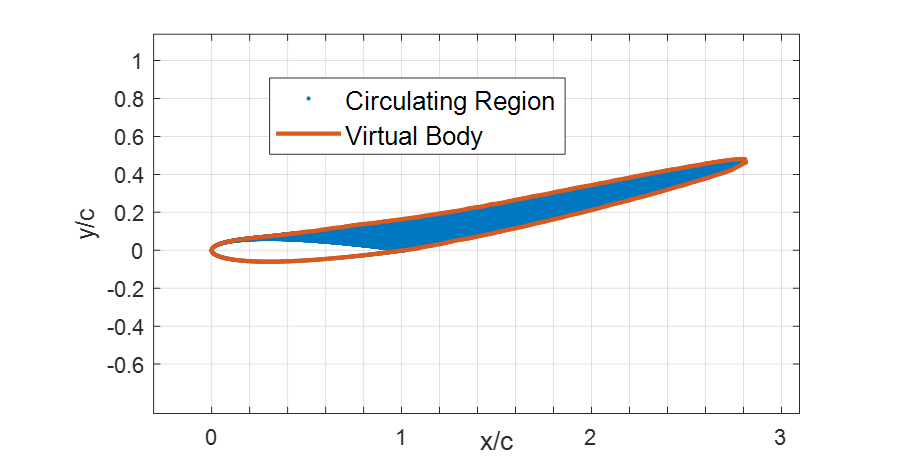 1
0.8
0.6
0.4
0.2
0
-0.2
-0.4
-0.6
y/c
Circulating Region
Virtual Body
0 1 2 3
x/c